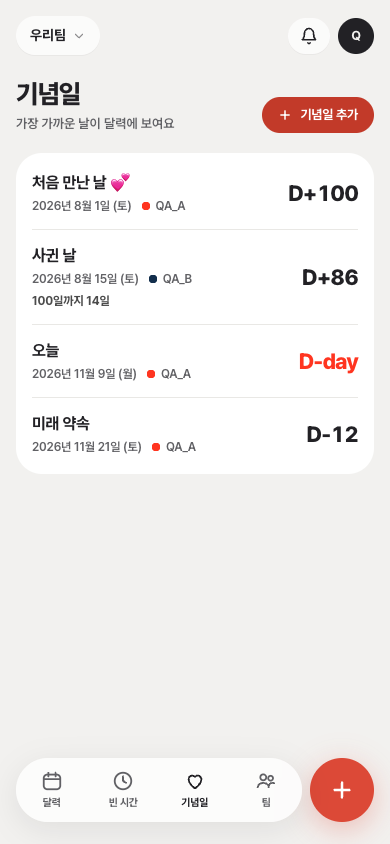 우리팀
Q
기념일
가장 가까운 날이 달력에 보여요
+ 기념일 추가
처음 만난 날 💕
2026년 8월 1일 (토) QA_A
D+100
사귄 날
2026년 8월 15일 (토) QA_B
100일까지 14일
D+86
오늘
2026년 11월 9일 (월) QA_A
D-day
미래 약속
2026년 11월 21일 (토) QA_A
D-12
달력
빈 시간
기념일
팀